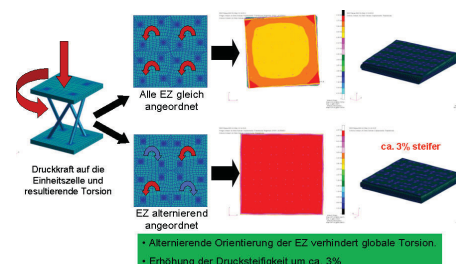 Alle EZ gleich
angeordnet
Druckkraft auf die
Einheitszelle und
resultierende Torsion
ca. 3% steifer
EZ alternierend
angeordnet
• Alternierende Orientierung der EZ verhindert globale Torsion.
• Erhöhung der Drucksteifigkeit um ca. 3%